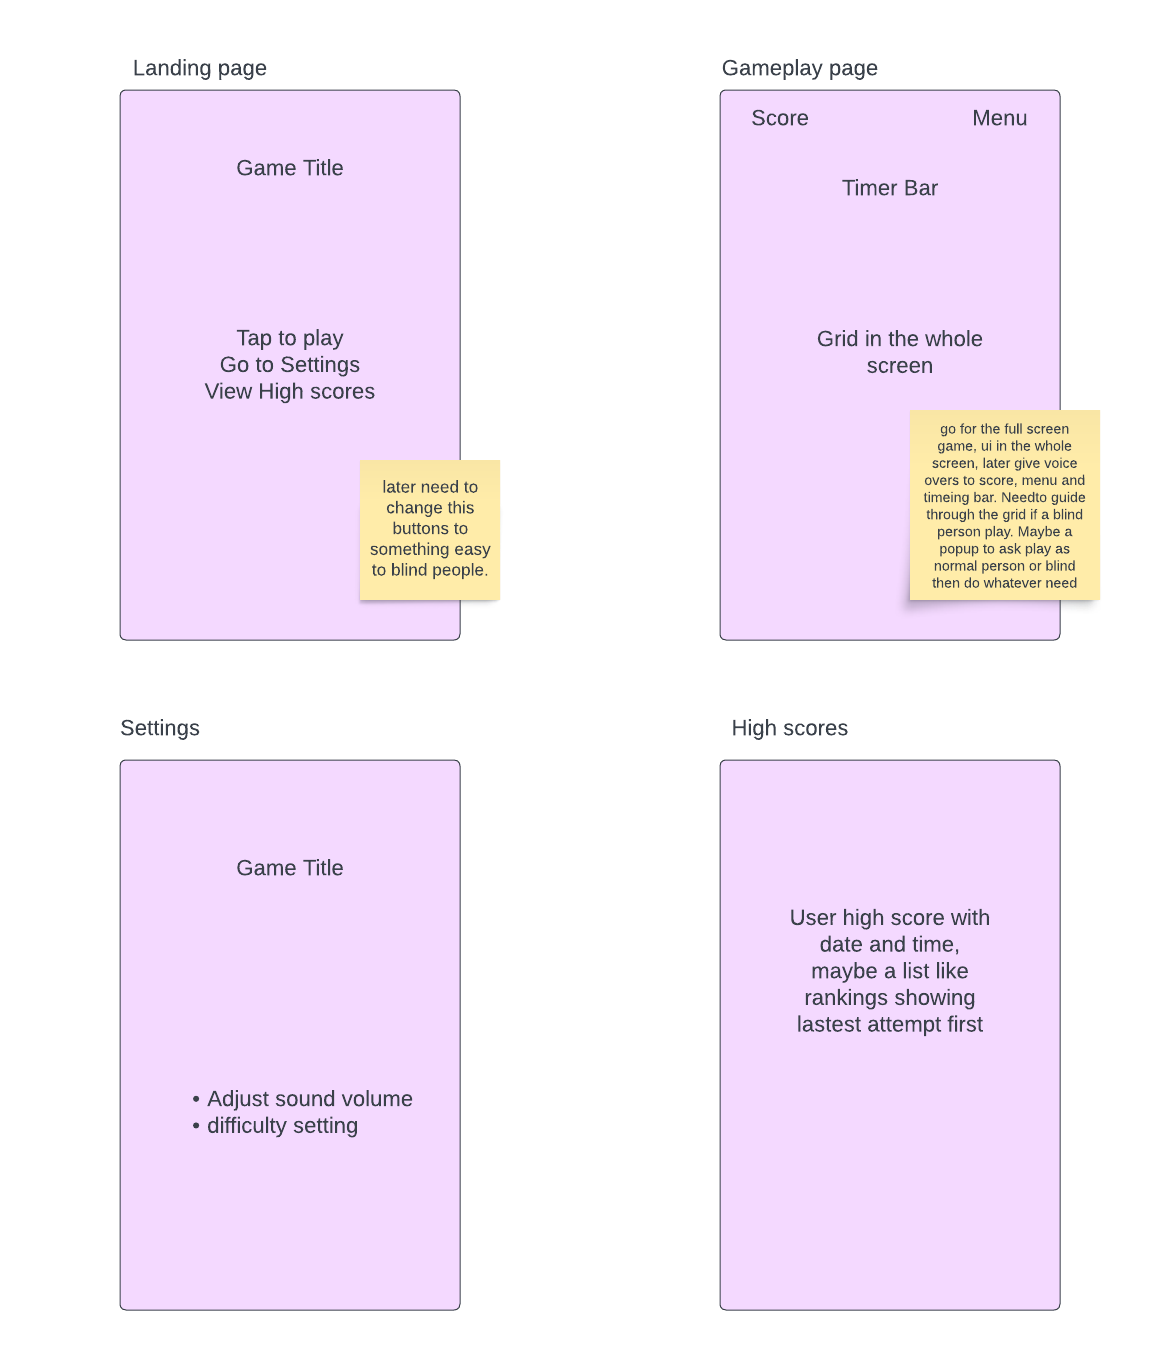 Landing page
Game Title
Tap to play
Go to Settings
View High scores
later need to
change this
buttons to
something easy
to blind people.
Gameplay page
Score
Menu
Timer Bar
Grid in the whole
screen
go for the full screen
game, ui in the whole
screen, later give voice
overs to score, menu and
timeing bar. Needto guide
through the grid if a blind
person play. Maybe a
popup to ask play as
normal person or blind
then do whatever need
Settings
Game Title
• Adjust sound volume
• difficulty setting
High scores
User high score with
date and time,
maybe a list like
rankings showing
lastest attempt first